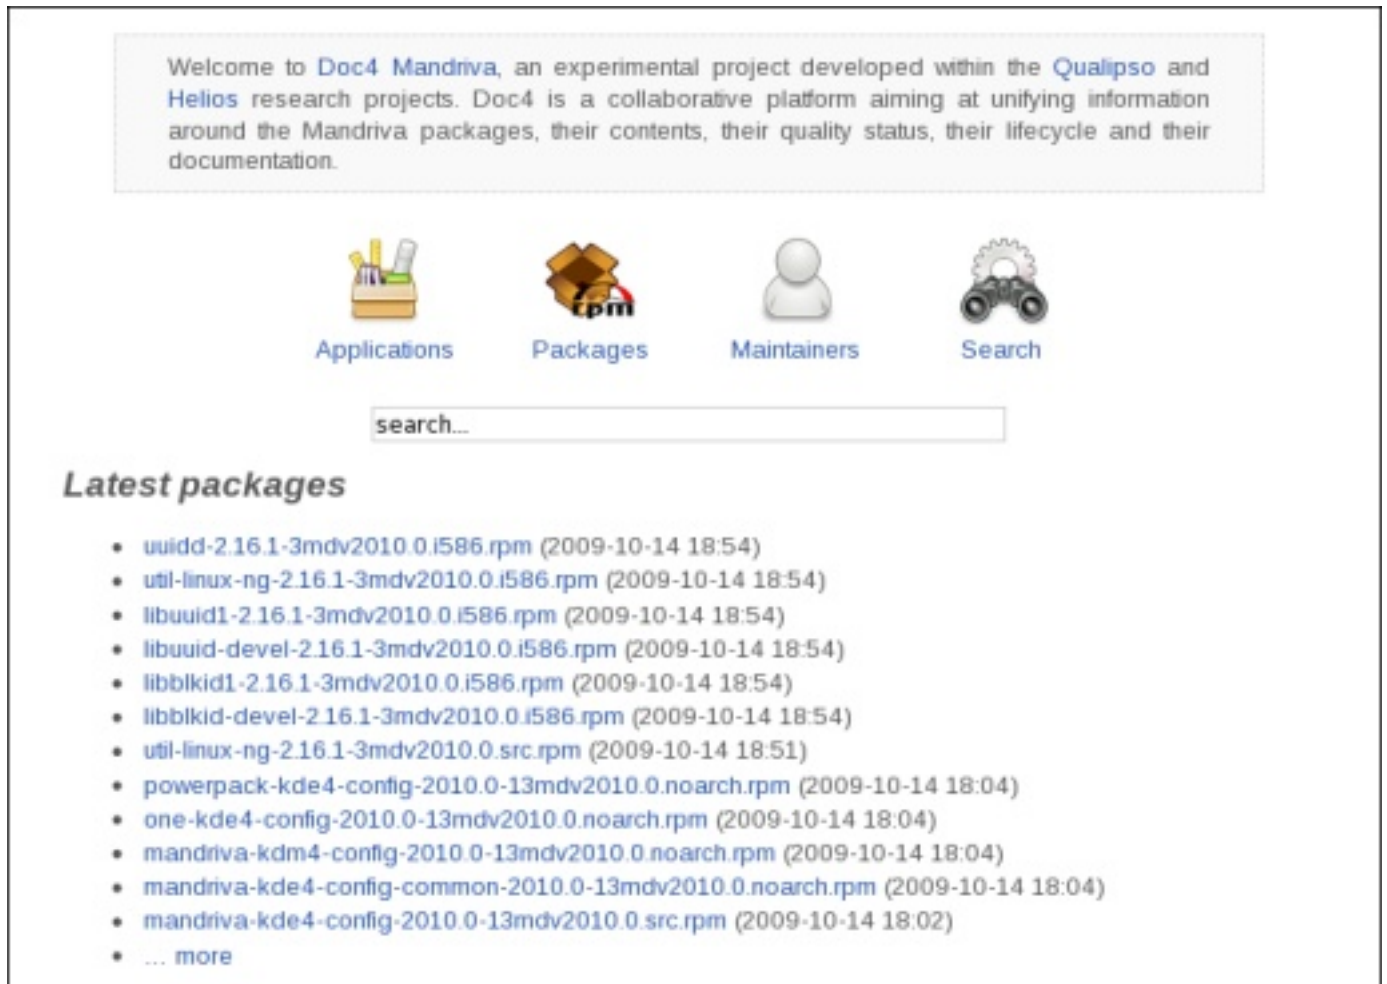 Welcome to Doc4 Mandriva, an experimental project developed within the Qualipso and
Helios research projects. Doc4 is a collaborative platform aiming at unifying information
around the Mandriva packages, their contents, their quality status, their lifecycle and their
documentation.
rpm
Applications Packages Maintainers Search
search...
Latest packages
• uuidd-2.16.1-3mdv2010.0.i586.rpm (2009-10-14 18:54)
• util-linux-ng-2.16.1-3mdv2010.0.i586.rpm (2009-10-14 18:54)
• libuuid1-2.16.1-3mdv2010.0.i586.rpm (2009-10-14 18:54)
• libuuid-devel-2.16.1-3mdv2010.0.i586.rpm (2009-10-14 18:54)
• libblkid1-2.16.1-3mdv2010.0.i586.rpm (2009-10-14 18:54)
• libblkid-devel-2.16.1-3mdv2010.0.i586.rpm (2009-10-14 18:54)
• util-linux-ng-2.16.1-3mdv2010.0.src.rpm (2009-10-14 18:51)
• powerpack-kde4-config-2010.0-13mdv2010.0.noarch.rpm (2009-10-14 18:04)
• one-kde4-config-2010.0-13mdv2010.0.noarch.rpm (2009-10-14 18:04)
• mandriva-kdm4-config-2010.0-13mdv2010.0.noarch.rpm (2009-10-14 18:04)
• mandriva-kde4-config-common-2010.0-13mdv2010.0.noarch.rpm (2009-10-14 18:04)
• mandriva-kde4-config-2010.0-13mdv2010.0.src.rpm (2009-10-14 18:02)
• ... more